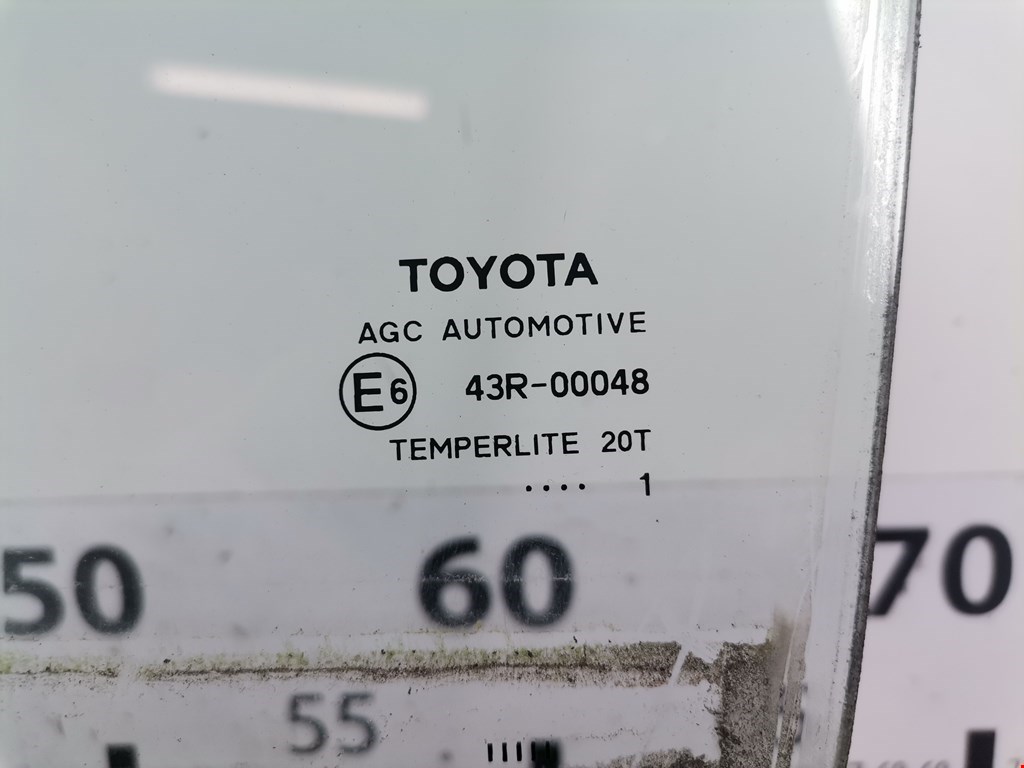 TOYOTA
AGC AUTOMOTIVE
E6 43R-00048
TEMPERLITE 20T
.... 1
50 60 70
55